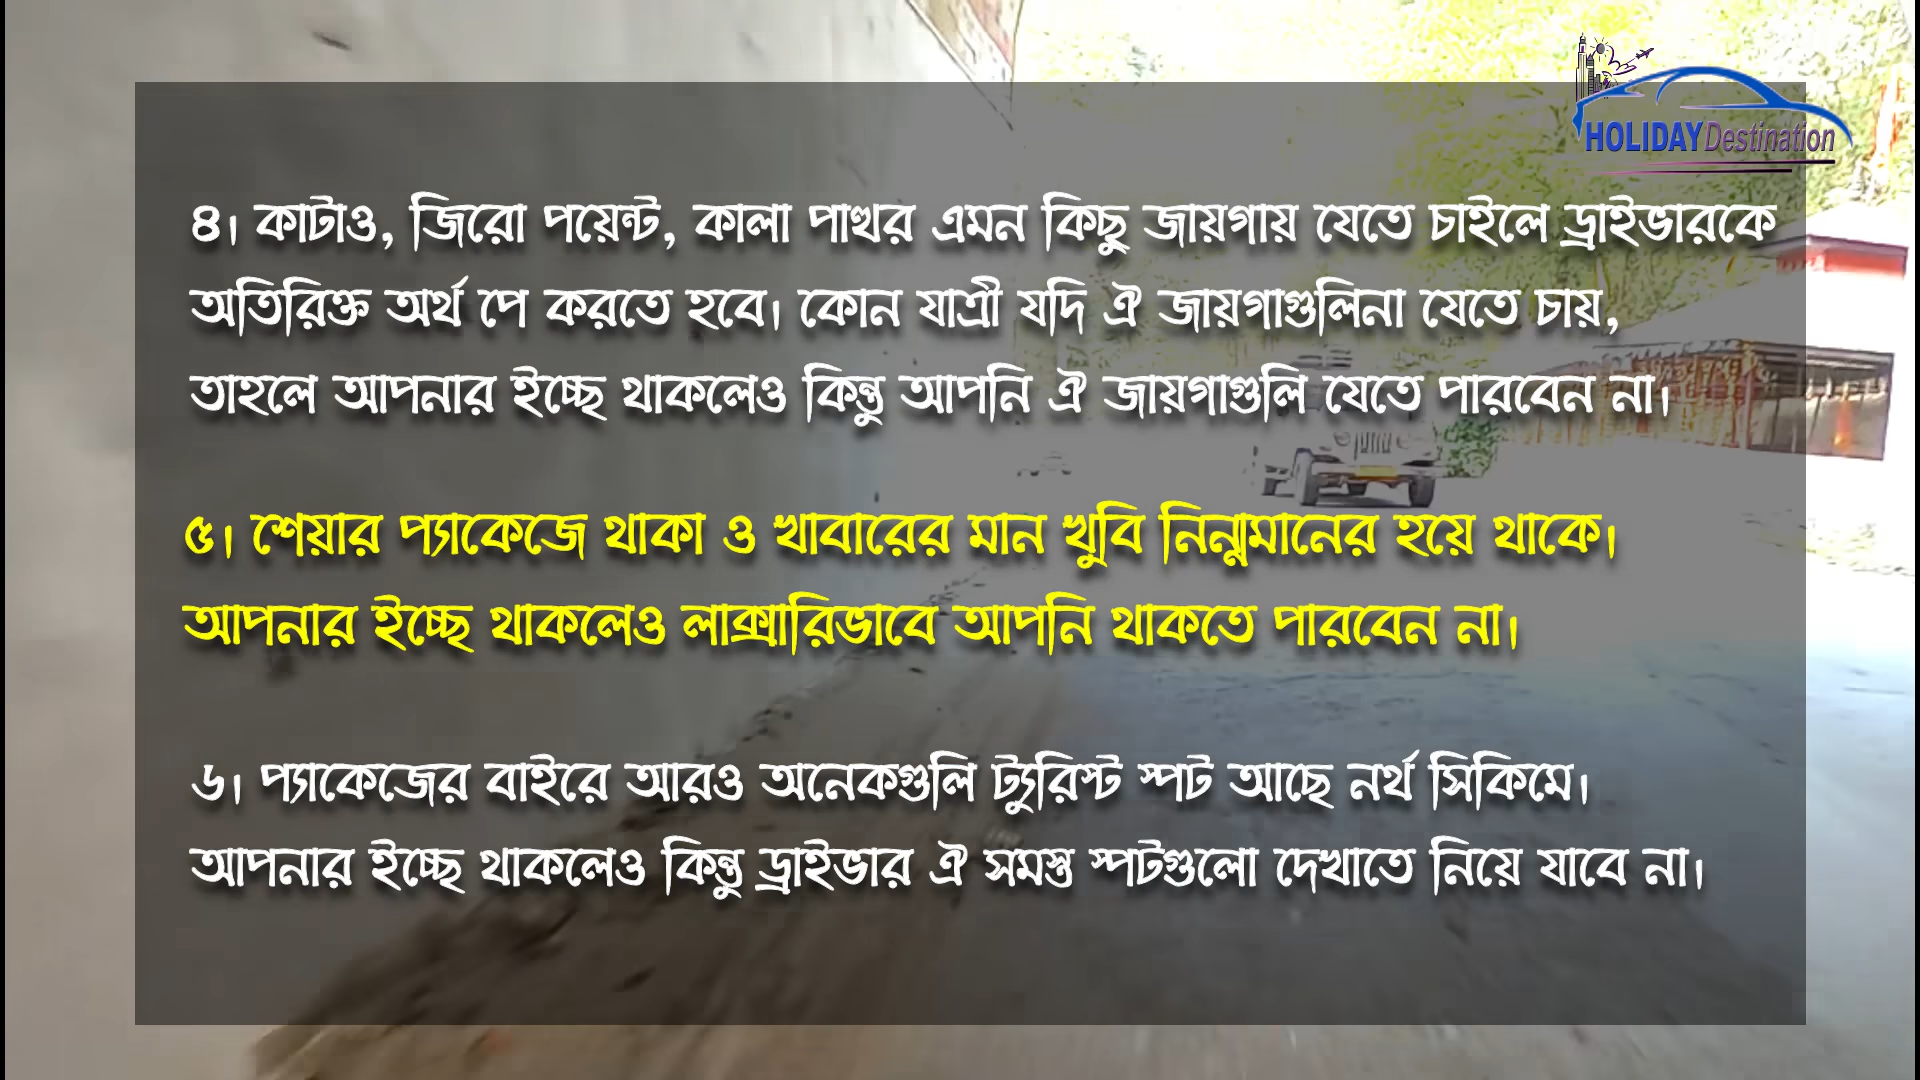 HOLIDAY Destination
৪। কাটাও, জিরো পয়েন্ট, কালা পাত্থর এমন কিছু জায়গায় যেতে চাইলে ড্রাইভারকে
অতিরিক্ত অর্থ পে করতে হবে। কোন যাত্রী যদি ঐ জায়গাগুলিনা যেতে চায়,
তাহলে আপনার ইচ্ছে থাকলেও কিন্তু আপনি ঐ জায়গাগুলি যেতে পারবেন না।
৫। শেয়ার প্যাকেজে থাকা ও খাবারের মান খুবি নিন্মমানের হয়ে থাকে।
আপনার ইচ্ছে থাকলেও লাক্সারিভাবে আপনি থাকতে পারবেন না।
৬। প্যাকেজের বাইরে আরও অনেকগুলি ট্যুরিস্ট স্পট আছে নর্থ সিকিমে।
আপনার ইচ্ছে থাকলেও কিন্তু ড্রাইভার ঐ সমস্ত স্পটগুলো দেখাতে নিয়ে যাবে না।